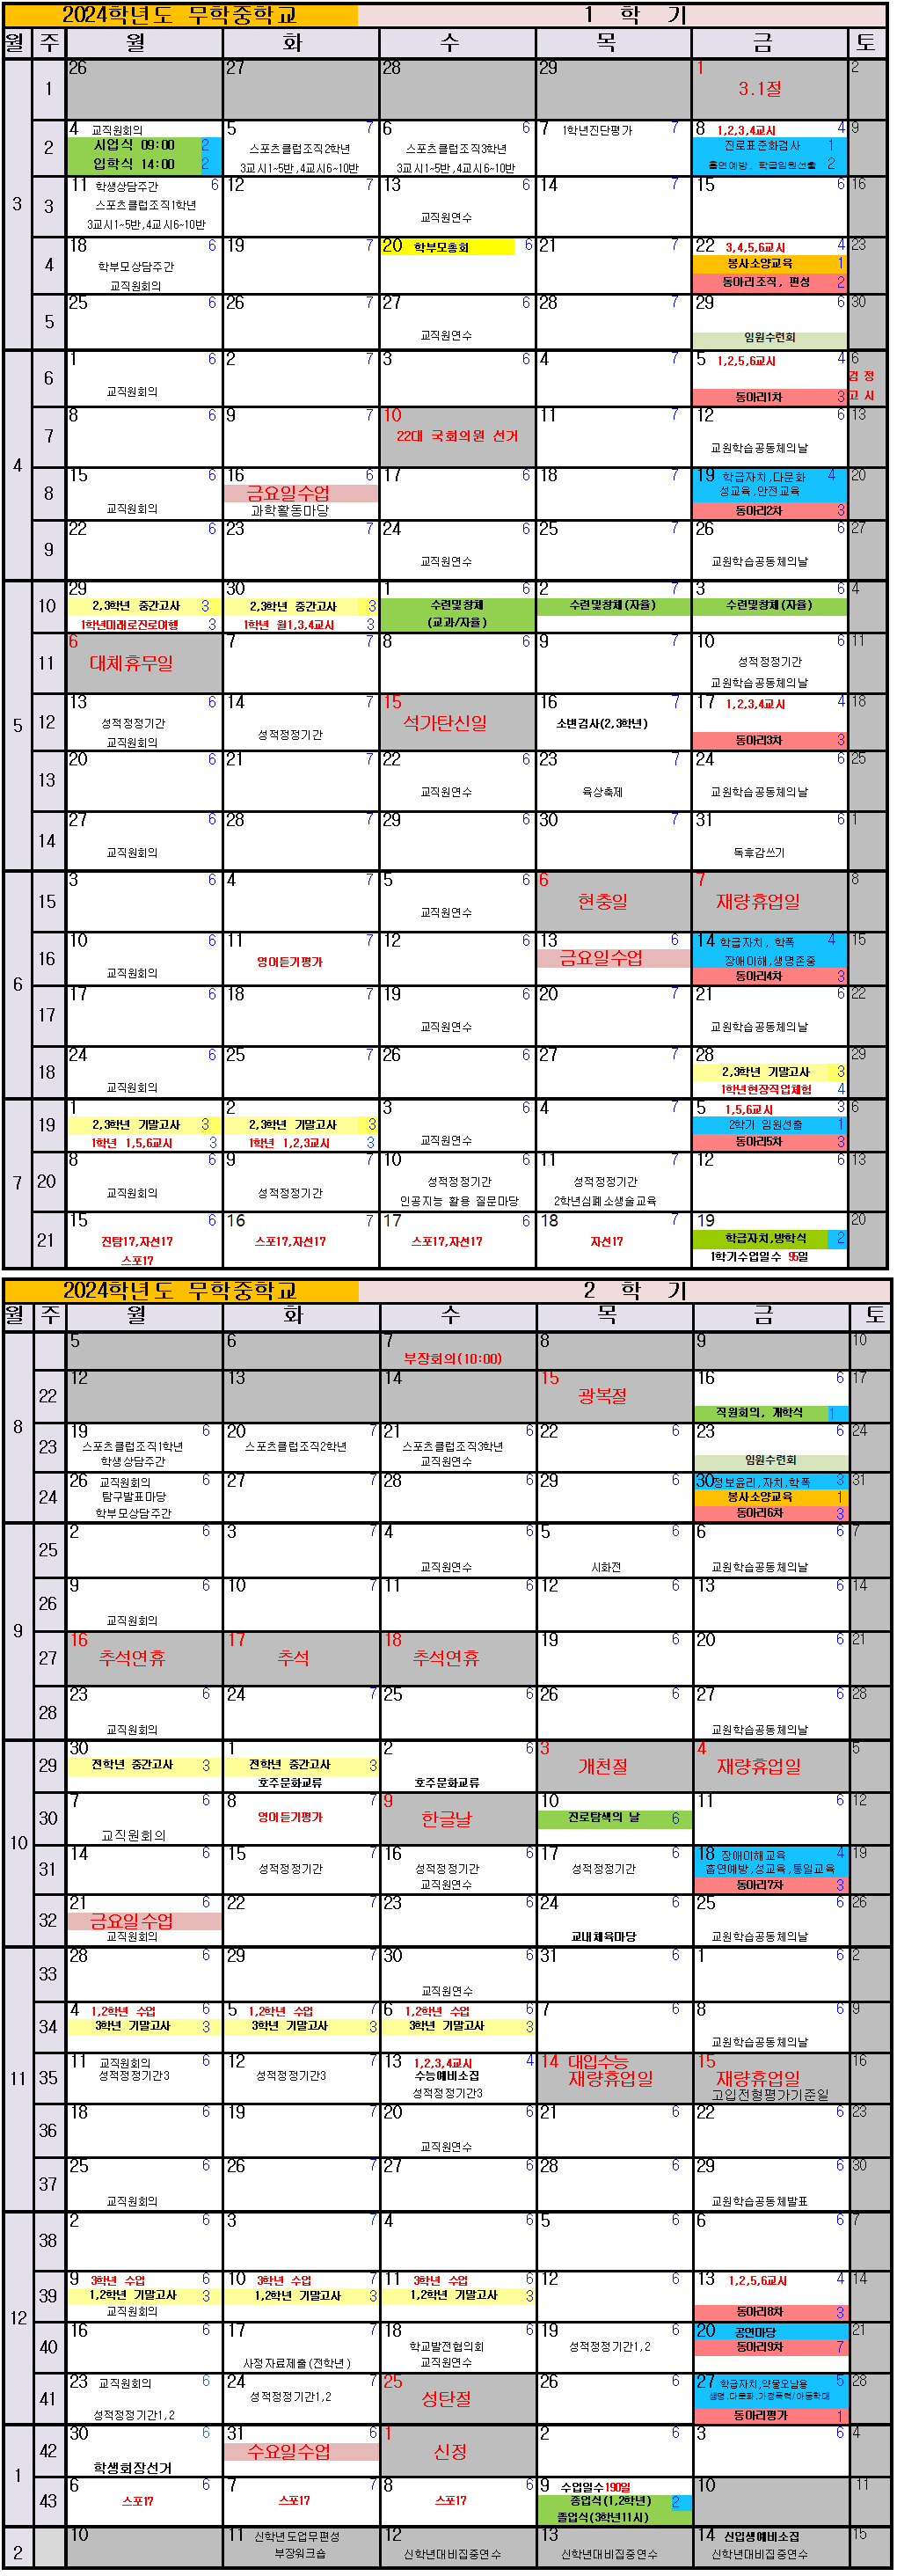 2024학년도 무학중학교 1 학 기
월 주 월 화 수 목 금 토
3
1 26 27 28 29 1 2
3.1절
2 4 교직원회의 5 7 6 6 7 1학년진단평가 7 8 1,2,3,4교시 4 9
시업식 09:00 2 스포츠클럽조직2학년 스포츠클럽조직3학년 진로표준화검사 1
입학식 14:00 2 3교시1~5반,4교시6~10반 3교시1~5반,4교시6~10반 흡연예방, 학급임원선출 2
3 11 학생상담주간 6 12 7 13 6 14 7 15 6 16
스포츠클럽조직1학년
3교시1~5반,4교시6~10반 교직원연수
4 18 6 19 7 20 학부모총회 6 21 7 22 3,4,5,6교시 4 23
학부모상담주간 봉사소양교육 1
교직원회의 동아리조직, 편성 2
5 25 6 26 7 27 6 28 7 29 6 30
교직원연수 임원수련회
4
6 1 6 2 7 3 6 4 7 5 1,2,5,6교시 4 6
검 정
교직원회의 동아리1차 3 고 시
7 8 6 9 7 10 11 7 12 6 13
22대 국회의원 선거
교원학습공동체의날
8 15 6 16 6 17 6 18 7 19 학급자치,다문화 4 20
금요일수업 성교육,안전교육
교직원회의 과학활동마당 동아리2차 3
9 22 6 23 7 24 6 25 7 26 6 27
교직원연수 교원학습공동체의날
5
10 29 30 1 6 2 7 3 6 4
2,3학년 중간고사 3 2,3학년 중간고사 3 수련및창체 수련및창체(자율) 수련및창체(자율)
1학년미래로진로여행 3 1학년 월1,3,4교시 3 (교과/자율)
11 6 7 7 8 6 9 7 10 6 11
대체휴무일 성적정정기간
교원학습공동체의날
12 13 6 14 7 15 16 7 17 1,2,3,4교시 4 18
성적정정기간 성적정정기간 석가탄신일 소변검사(2,3학년)
교직원회의 동아리3차 3
13 20 6 21 7 22 6 23 7 24 6 25
교직원연수 육상축제 교원학습공동체의날
14 27 6 28 7 29 6 30 7 31 6 1
교직원회의 독후감쓰기
6
15 3 6 4 7 5 6 6 7 8
현충일 재량휴업일
교직원연수
16 10 6 11 7 12 6 13 6 14 학급자치, 학폭 4 15
영어듣기평가 금요일수업 장애이해,생명존중
교직원회의 동아리4차 3
17 17 6 18 7 19 6 20 7 21 6 22
교직원연수 교원학습공동체의날
18 24 6 25 7 26 6 27 7 28 29
2,3학년 기말고사 3
교직원회의 1학년현장직업체험 4
7
19 1 2 3 6 4 7 5 1,5,6교시 3 6
2,3학년 기말고사 3 2,3학년 기말고사 3 2학기 임원선출 1
1학년 1,5,6교시 3 1학년 1,2,3교시 3 교직원연수 동아리5차 3
20 8 6 9 7 10 6 11 7 12 6 13
성적정정기간 성적정정기간
교직원회의 성적정정기간 인공지능 활용 질문마당 2학년심폐소생술교육
21 15 6 16 7 17 6 18 7 19 20
진탐17,자선17 스포17,자선17 스포17,자선17 자선17 학급자치,방학식 2
스포17 1학기수업일수 95일
2024학년도 무학중학교 2 학 기
월 주 월 화 수 목 금 토
8
5 6 7 8 9 10
부장회의(10:00)
22 12 13 14 15 16 6 17
광복절
직원회의, 개학식 1
23 19 6 20 7 21 6 22 6 23 6 24
스포츠클럽조직1학년 스포츠클럽조직2학년 스포츠클럽조직3학년
학생상담주간 교직원연수 임원수련회
24 26 교직원회의 6 27 7 28 6 29 6 30 정보윤리,자치,학폭 3 31
탐구발표마당 봉사소양교육 1
학부모상담주간 동아리6차 3
9
25 2 6 3 7 4 6 5 6 6 6 7
교직원연수 시화전 교원학습공동체의날
26 9 6 10 7 11 6 12 6 13 6 14
교직원회의
27 16 17 18 19 6 20 6 21
추석연휴 추석 추석연휴
28 23 6 24 7 25 6 26 6 27 6 28
교직원회의 교원학습공동체의날
10
29 30 1 2 6 3 4 5
전학년 중간고사 3 전학년 중간고사 3 개천절 재량휴업일
호주문화교류 호주문화교류
30 7 6 8 7 9 10 11 6 12
영어듣기평가 한글날 진로탐색의 날 6
교직원회의
31 14 6 15 7 16 6 17 6 18 장애이해교육 4 19
성적정정기간 성적정정기간 성적정정기간 흡연예방,성교육,통일교육
교직원연수 동아리7차 3
32 21 6 22 7 23 6 24 6 25 6 26
금요일수업
교직원회의 교내체육마당 교원학습공동체의날
11
33 28 6 29 7 30 6 31 6 1 6 2
교직원연수
34 4 1,2학년 수업 6 5 1,2학년 수업 7 6 1,2학년 수업 6 7 6 8 6 9
3학년 기말고사 3 3학년 기말고사 3 3학년 기말고사 3
교원학습공동체의날
35 11 교직원회의 6 12 7 13 1,2,3,4교시 4 14 대입수능 15 16
성적정정기간3 성적정정기간3 수능예비소집 재량휴업일 재량휴업일
성적정정기간3 고입전형평가기준일
36 18 6 19 7 20 6 21 6 22 6 23
교직원연수
37 25 6 26 7 27 6 28 6 29 6 30
교직원회의 교원학습공동체발표
12
38 2 6 3 7 4 6 5 6 6 6 7
39 9 3학년 수업 6 10 3학년 수업 7 11 3학년 수업 6 12 6 13 1,2,5,6교시 4 14
1,2학년 기말고사 3 1,2학년 기말고사 3 1,2학년 기말고사 3
교직원회의 동아리8차 3
40 16 6 17 7 18 6 19 6 20 공연마당 21
학교발전협의회 성적정정기간1,2 동아리9차 7
사정자료제출(전학년) 교직원연수
41 23 교직원회의 6 24 7 25 26 6 27 학급자치,약물오남용 5 28
성적정정기간1,2 성탄절 생명,다문화,가정폭력/아동학대
성적정정기간1,2 동아리평가 1
1
42 30 6 31 6 1 2 6 3 6 4
수요일수업 신정
학생회장선거
43 6 6 7 7 8 6 9 수업일수190일 10 11
스포17 스포17 스포17 종업식(1,2학년) 2
졸업식(3학년11시)
2
10 11 신학년도업무편성 12 13 14 신입생예비소집 15
부장워크숍 신학년대비집중연수 신학년대비집중연수 신학년대비집중연수